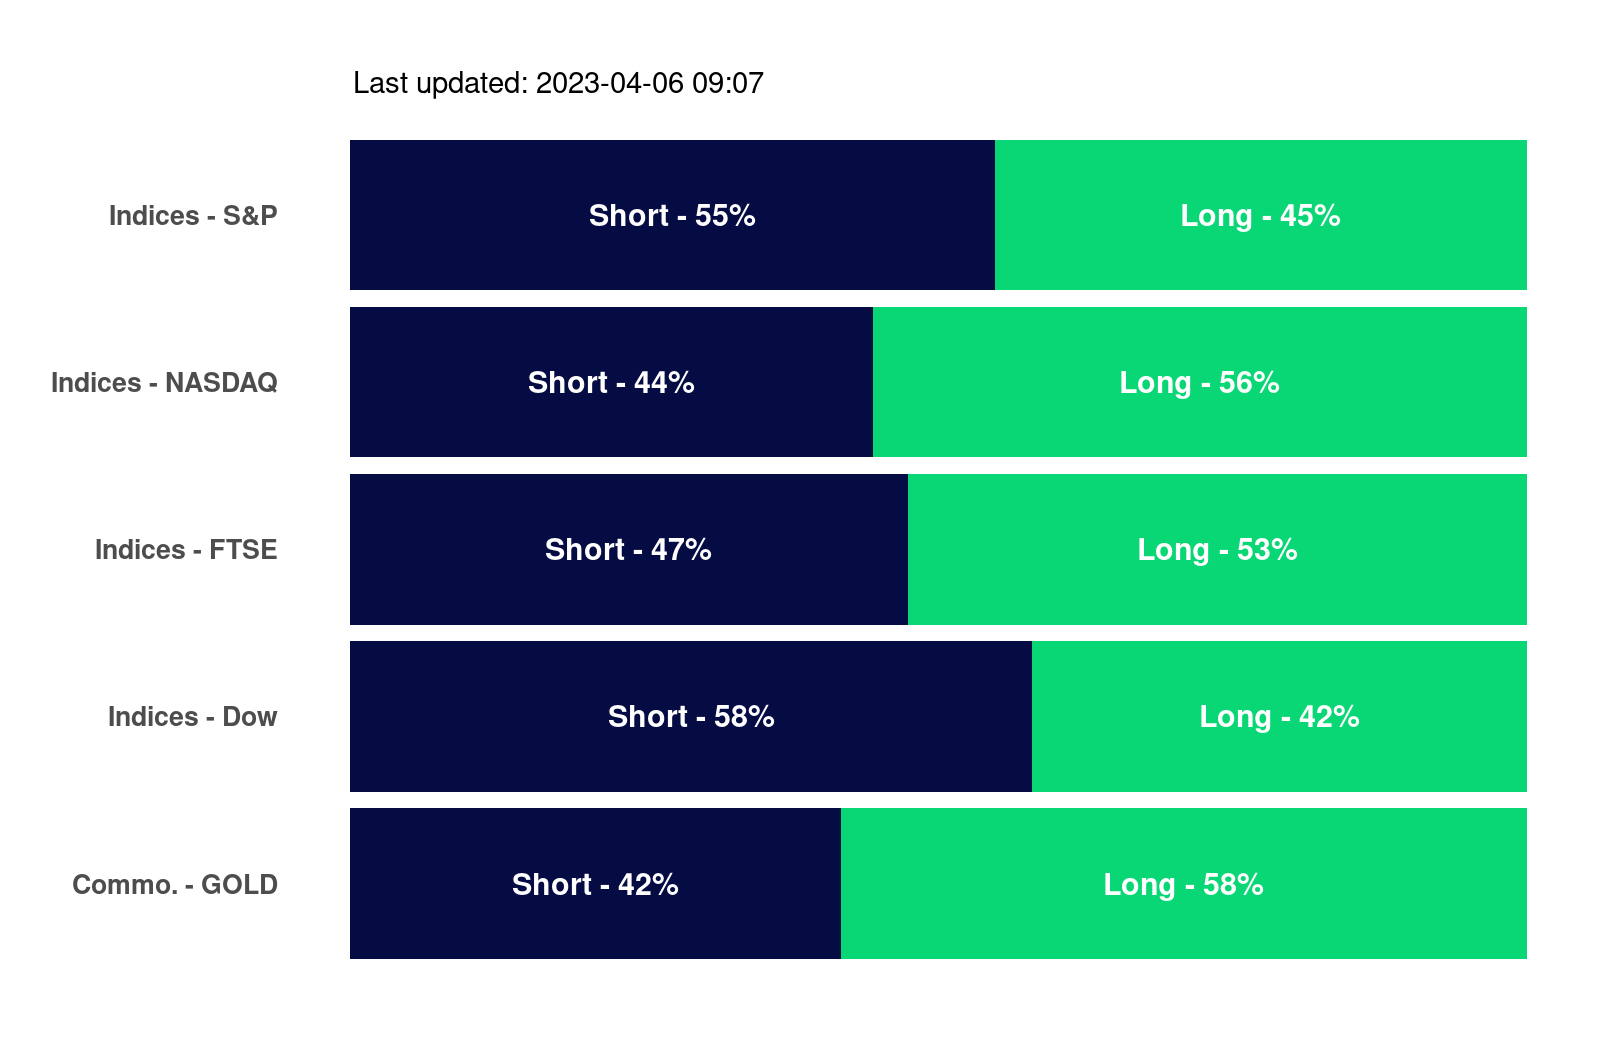 Last updated: 2023-04-06 09:07
Indices - S&P
Short - 55%
Long - 45%
Indices - NASDAQ
Short - 44%
Long - 56%
Indices - FTSE
Short - 47%
Long - 53%
Indices - Dow
Short - 58%
Long - 42%
Commo. - GOLD
Short - 42%
Long - 58%